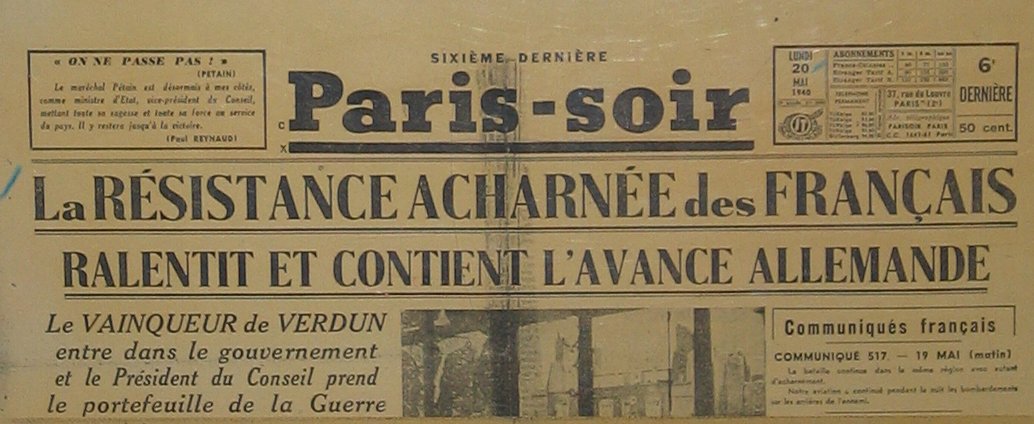 « ON NE PASSE PAS ! »
(PETAIN)
Le maréchal Pétain est désormais à mes côtés,
comme ministre d'Etat, vice-président du Conseil,
mettant toute sa sagesse et toute sa force au service
du pays. Il y restera jusqu'à la victoire.
(Paul REYNAUD)
SIXIÈME DERNIÈRE
Paris-soir
LUNDI
20
MAI
1940
ABONNEMENTS
37, rue du Louvre
PARIS (2e)
PARISOIR PARIS
6e
DERNIÈRE
50 cent.
La RÉSISTANCE ACHARNÉE des FRANÇAIS
RALENTIT ET CONTIENT L'AVANCE ALLEMANDE
Le VAINQUEUR de VERDUN
entre dans le gouvernement
et le Président du Conseil prend
le portefeuille de la Guerre
Communiqués français
COMMUNIQUÉ 517. — 19 MAI (matin)
La bataille continue dans la même région avec autant
d'acharnement.
Notre aviation a continué pendant la nuit les bombardements
sur les arrières de l'ennemi.